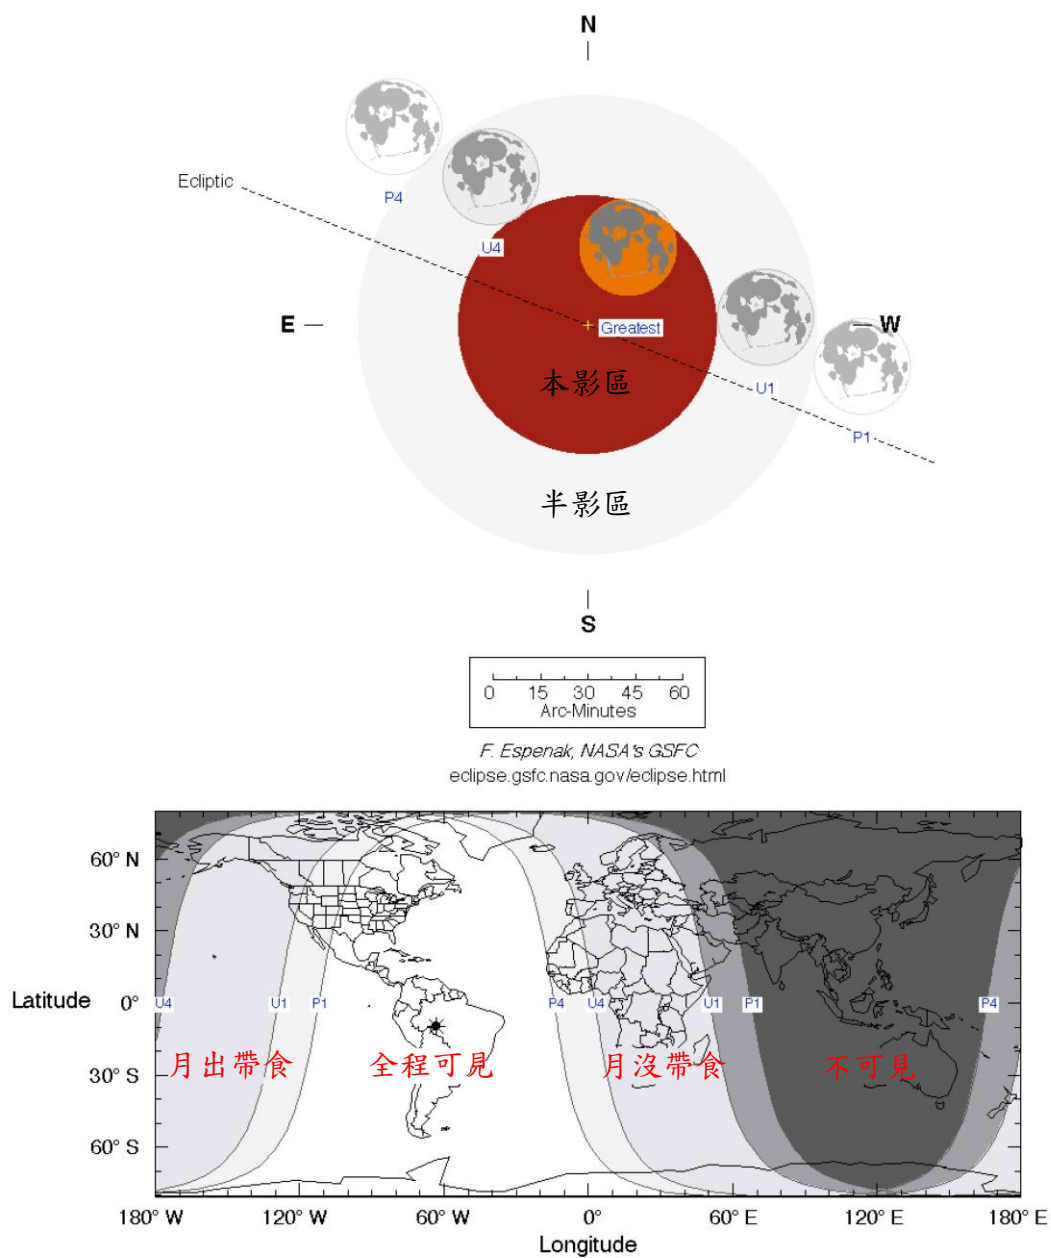 N
Ecliptic
P4
U4
E
W
Greatest
本影區
U1
P1
半影區
S
0 15 30 45 60
Arc-Minutes
F. Espenak, NASA's GSFC
eclipse.gsfc.nasa.gov/eclipse.html
60° N
30° N
Latitude 0°
U4 U1 P1 P4 U4 U1 P1 P4
月出帶食 全程可見 月沒帶食 不可見
30° S
60° S
180° W 120° W 60° W 0° 60° E 120° E 180° E
Longitude